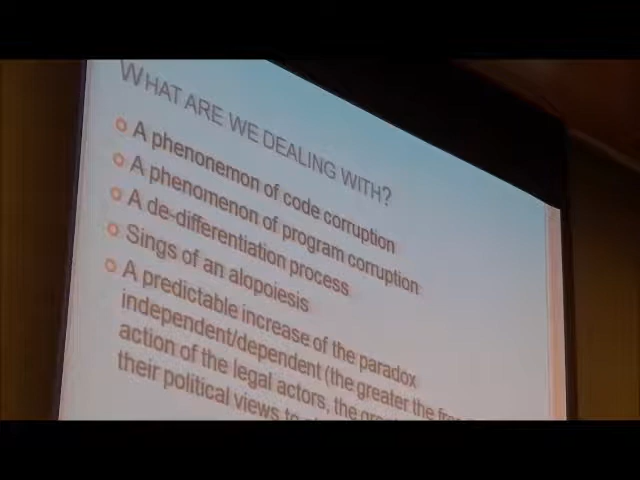 WHAT ARE WE DEALING WITH?
A phenonemon of code corruption
A phenomenon of program corruption
A de-differentiation process
Sings of an alopoiesis
A predictable increase of the paradox
independent/dependent (the greater the
action of the legal actors, the
their political views to